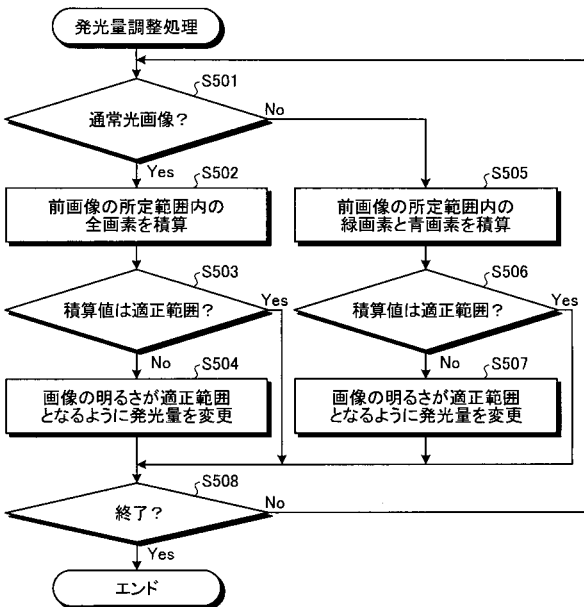 発光量調整処理
S501
通常光画像?
No
Yes
S502
前画像の所定範囲内の
全画素を積算
S505
前画像の所定範囲内の
緑画素と青画素を積算
S503
積算値は適正範囲?
Yes
No
S506
積算値は適正範囲?
Yes
No
S504
画像の明るさが適正範囲
となるように発光量を変更
S507
画像の明るさが適正範囲
となるように発光量を変更
S508
終了?
No
Yes
エンド